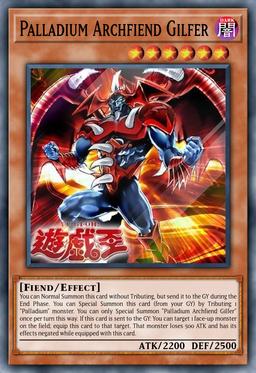 Palladium Archfiend Gilfer
DARK
闇
遊戯王
[Fiend/Effect]
You can Normal Summon this card without Tributing, but send it to the GY during the
End Phase. You can Special Summon this card (from your GY) by Tributing 1
"Palladium" monster. You can only Special Summon "Palladium Archfiend Gilfer"
once per turn this way. If this card is sent to the GY: You can target 1 face-up monster
on the field; equip this card to that target. That monster loses 500 ATK and has its
effects negated while equipped with this card.
ATK/2200 DEF/2500